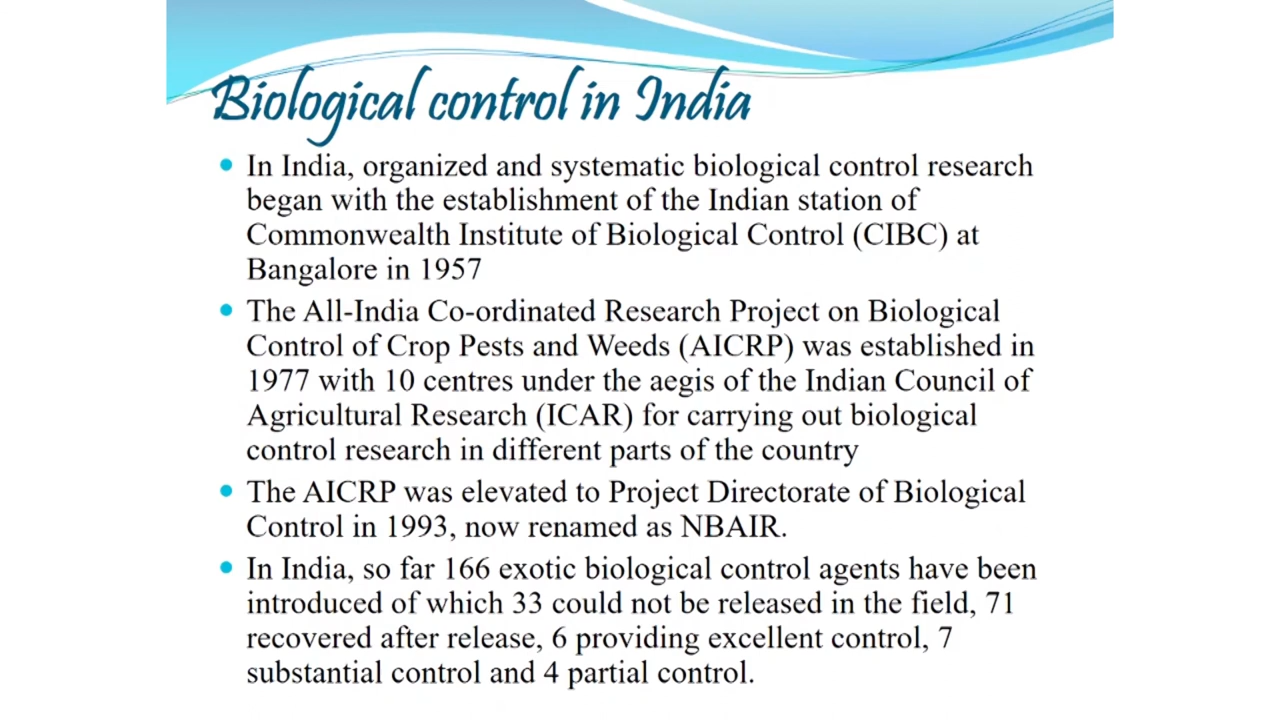 Biological control in India
• In India, organized and systematic biological control research
began with the establishment of the Indian station of
Commonwealth Institute of Biological Control (CIBC) at
Bangalore in 1957
• The All-India Co-ordinated Research Project on Biological
Control of Crop Pests and Weeds (AICRP) was established in
1977 with 10 centres under the aegis of the Indian Council of
Agricultural Research (ICAR) for carrying out biological
control research in different parts of the country
• The AICRP was elevated to Project Directorate of Biological
Control in 1993, now renamed as NBAIR.
• In India, so far 166 exotic biological control agents have been
introduced of which 33 could not be released in the field, 71
recovered after release, 6 providing excellent control, 7
substantial control and 4 partial control.